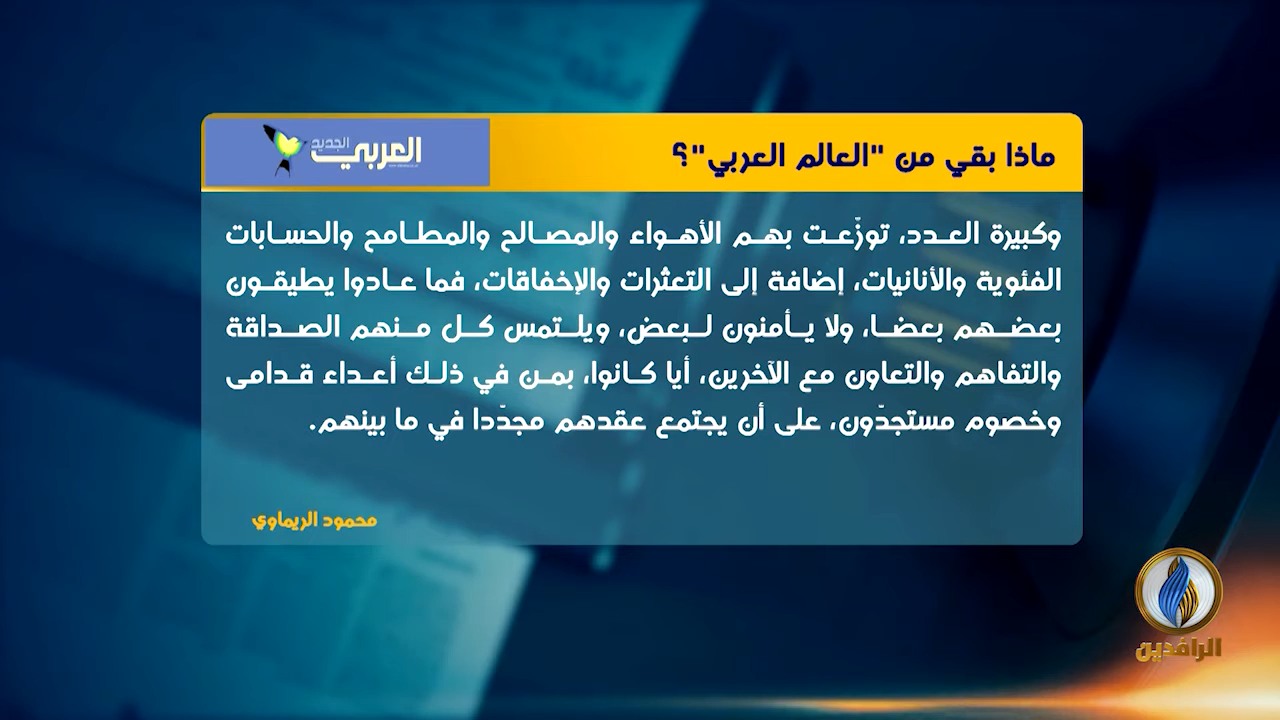 ماذا بقي من "العالم العربي"؟
العربي الجديد
وكبيرة العدد، توزّعت بهم الأهواء والمصالح والمطامح والحسابات
الفئوية والأنانيات، إضافة إلى التعثرات والإخفاقات، فما عادوا يطيقون
بعضهم بعضا، ولا يأمنون لبعض، ويلتمس كل منهم الصداقة
والتفاهم والتعاون مع الآخرين، أيا كانوا، بمن في ذلك أعداء قدامى
وخصوم مستجدّون، على أن يجتمع عقدهم مجدّدا في ما بينهم.
محمود الريماوي
الرافدين